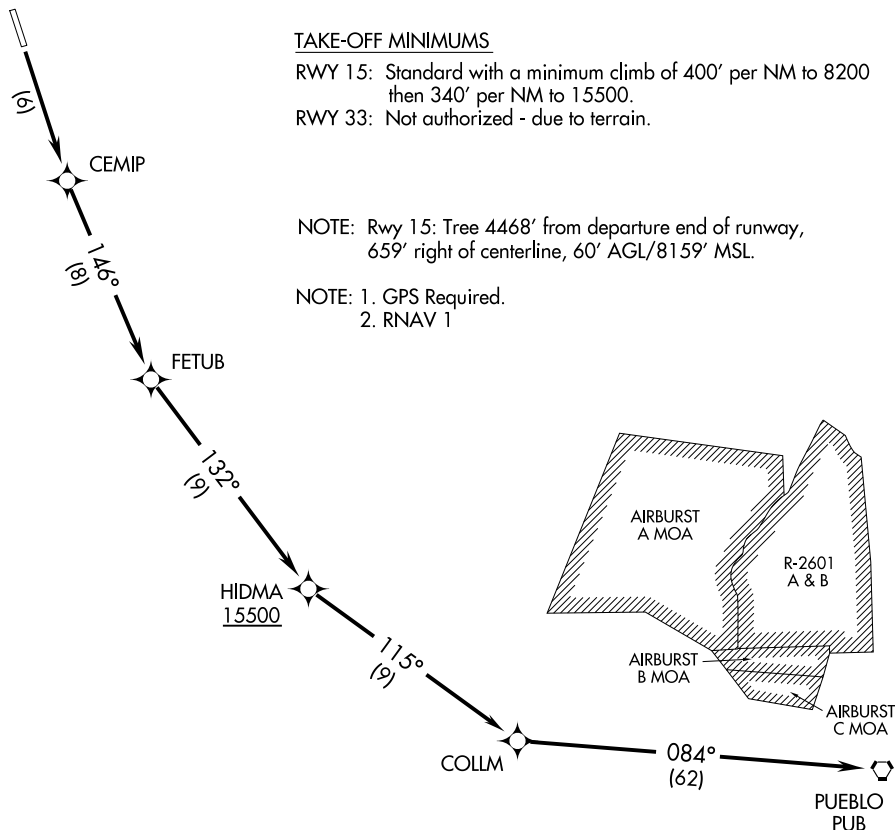 TAKE-OFF MINIMUMS
RWY 15: Standard with a minimum climb of 400' per NM to 8200
then 340' per NM to 15500.
RWY 33: Not authorized - due to terrain.
(6)
CEMIP
NOTE: Rwy 15: Tree 4468' from departure end of runway,
659' right of centerline, 60' AGL/8159' MSL.
146°
(8)
NOTE: 1. GPS Required.
2. RNAV 1
FETUB
132°
(9)
AIRBURST
A MOA
R-2601
A & B
HIDMA
15500
115°
(9)
AIRBURST
B MOA
AIRBURST
C MOA
COLLM
084°
(62)
PUEBLO
PUB